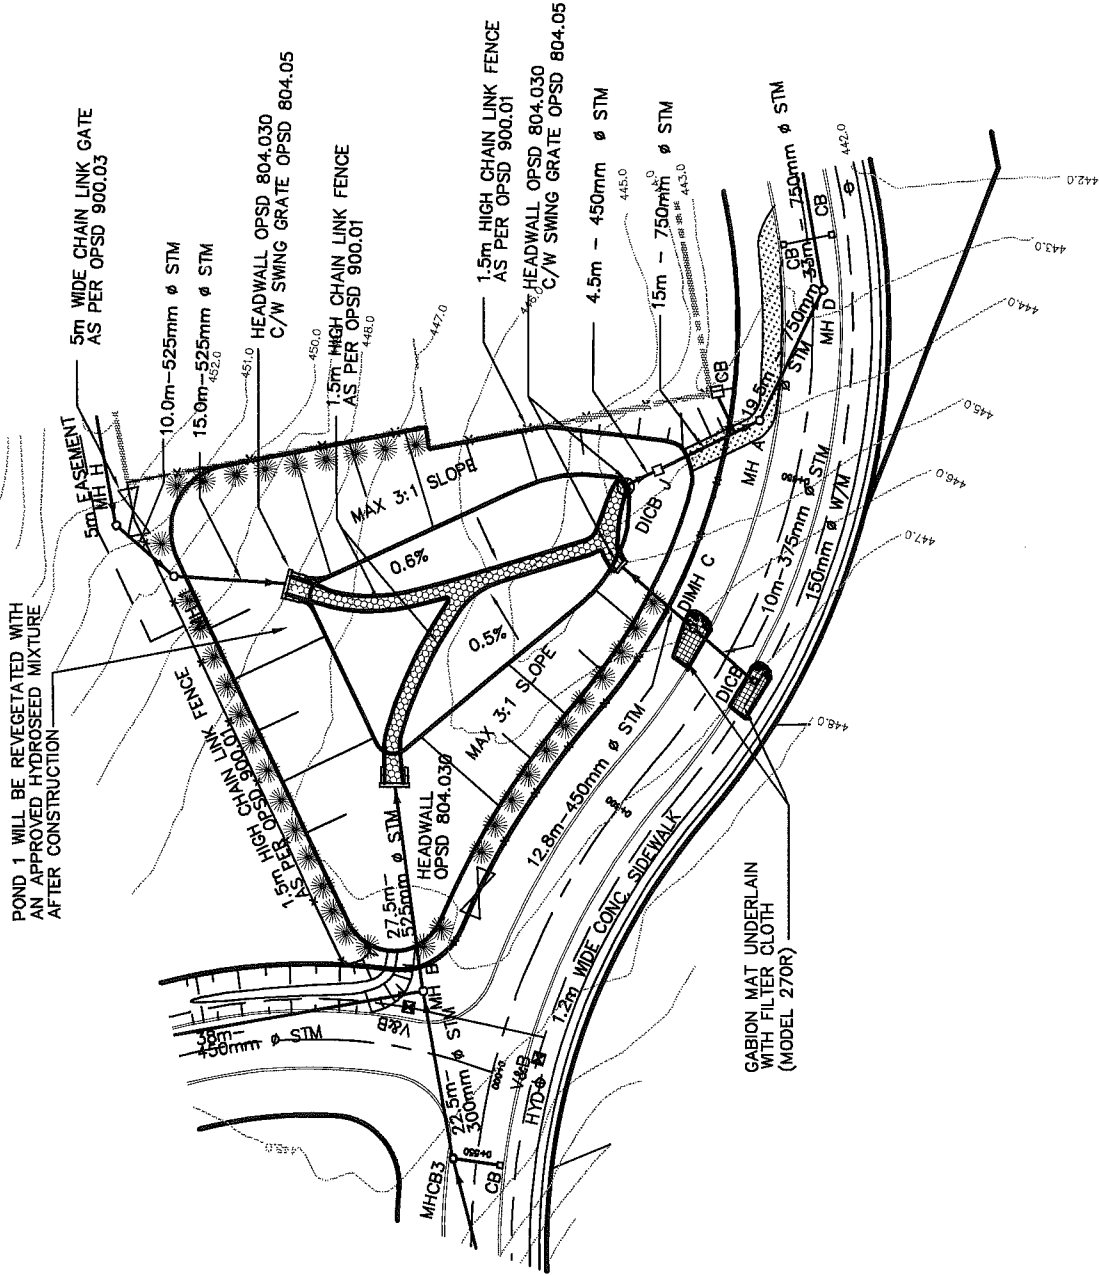 POND 1 WILL BE REVEGETATED WITH
AN APPROVED HYDROSEED MIXTURE
AFTER CONSTRUCTION
5m WIDE CHAIN LINK GATE
AS PER OPSD 900.03
5m EASEMENT
MH H
10.0m-525mm ø STM
15.0m-525mm ø STM
452.0
451.0
HEADWALL OPSD 804.030
C/W SWING GRATE OPSD 804.05
450.0
1.5m HIGH CHAIN LINK FENCE
AS PER OPSD 900.01
448.0
447.0
1.5m HIGH CHAIN LINK FENCE
AS PER OPSD 900.01
HEADWALL OPSD 804.030
C/W SWING GRATE OPSD 804.05
446.0
4.5m - 450mm ø STM
445.0
15m - 750mm ø STM
444.0
443.0
33m - 750mm ø STM
442.0
442.0
443.0
444.0
445.0
446.0
447.0
448.0
CB
CB
CB
MH D
19.5m - 750mm
ø STM
MH A
DICB J
MAX 3:1 SLOPE
0.6%
0.5%
MAX 3:1 SLOPE
1.5m HIGH CHAIN LINK FENCE
AS PER OPSD 900.01
27.5m-
525mm ø STM
HEADWALL
OPSD 804.030
DIMH C
DICB
10m-375mm ø STM
150mm ø W/M
12.8m-450mm ø STM
1.2m WIDE CONC. SIDEWALK
GABION MAT UNDERLAIN
WITH FILTER CLOTH
(MODEL 270R)
MH B
V&B
38m-
450mm ø STM
22.5m-
300mm ø STM
V&B
HYD
0+550
MHCB3
CB